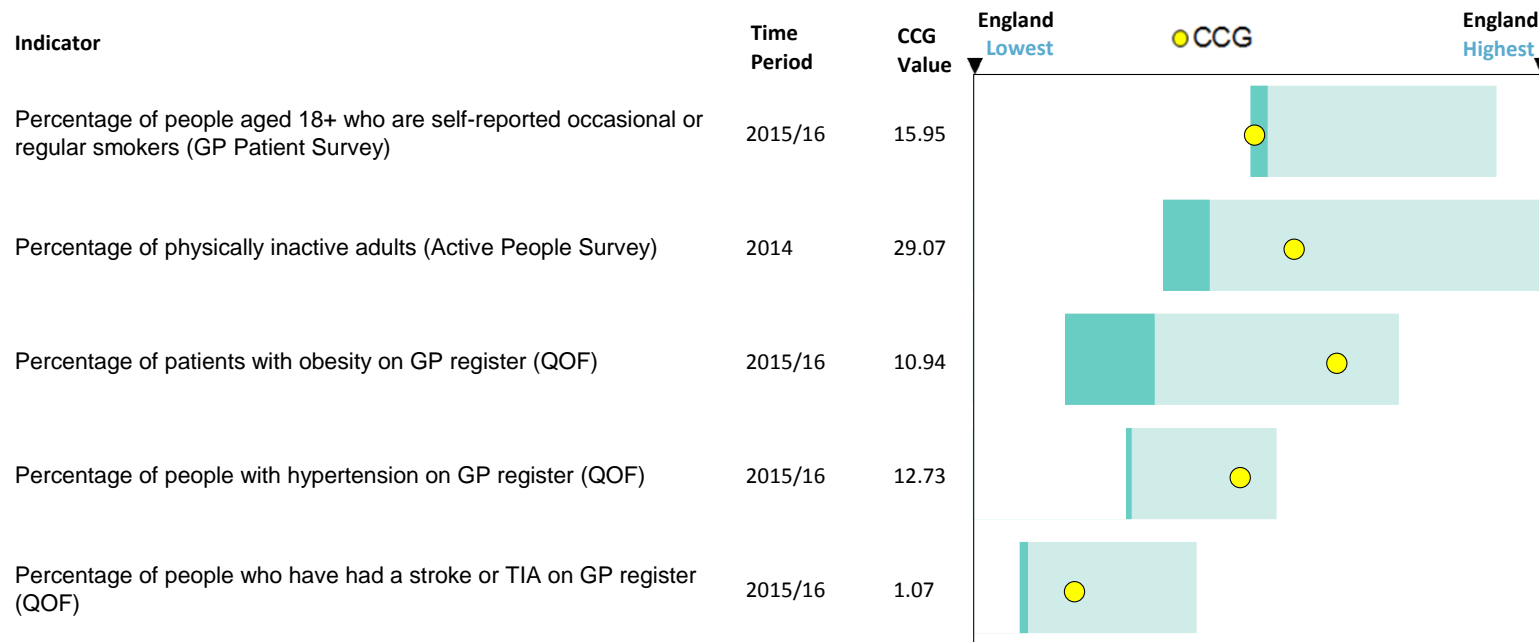 Indicator
Time
Period
CCG
Value
England
Lowest
CCG
England
Highest
Percentage of people aged 18+ who are self-reported occasional or
regular smokers (GP Patient Survey)
2015/16
15.95
Percentage of physically inactive adults (Active People Survey)
2014
29.07
Percentage of patients with obesity on GP register (QOF)
2015/16
10.94
Percentage of people with hypertension on GP register (QOF)
2015/16
12.73
Percentage of people who have had a stroke or TIA on GP register
(QOF)
2015/16
1.07